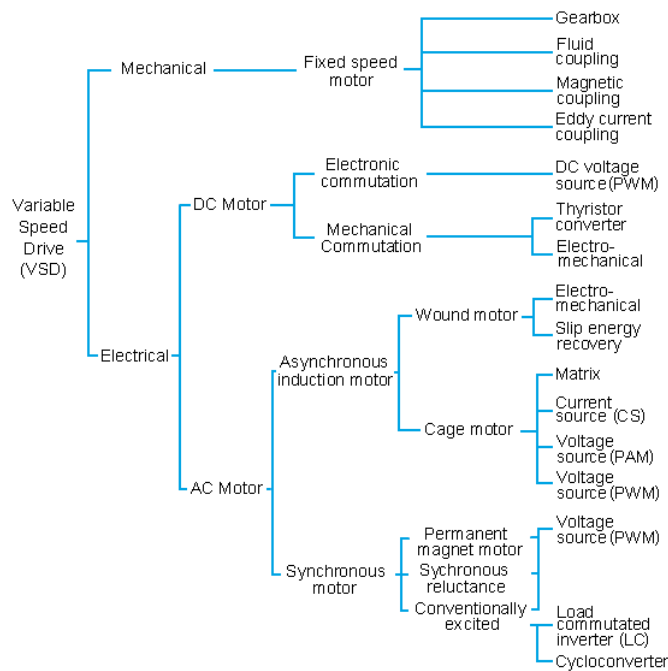 Gearbox
Fluid
coupling
Magnetic
coupling
Eddy current
coupling
Mechanical
Fixed speed
motor
Variable
Speed
Drive
(VSD)
Electronic
commutation
DC voltage
source (PWM)
DC Motor
Mechanical
Commutation
Thyristor
converter
Electro-
mechanical
Electrical
Wound motor
Electro-
mechanical
Slip energy
recovery
Asynchronous
induction motor
Cage motor
Matrix
Current
source (CS)
Voltage
source (PAM)
Voltage
source (PWM)
AC Motor
Synchronous
motor
Permanent
magnet motor
Sychronous
reluctance
Conventionally
excited
Voltage
source (PWM)
Load
commutated
inverter (LC)
Cycloconverter